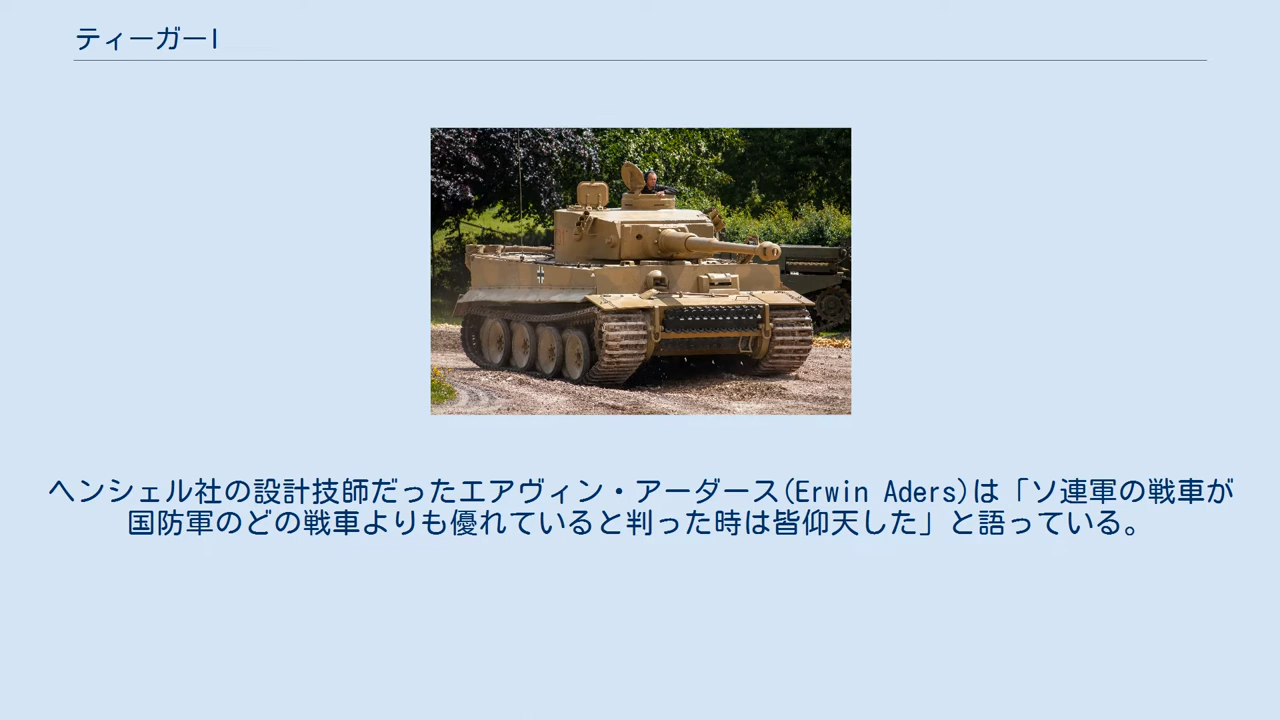 ティーガーI
ヘンシェル社の設計技師だったエアヴィン・アーダース(Erwin Aders)は「ソ連軍の戦車が
国防軍のどの戦車よりも優れていると判った時は皆仰天した」と語っている。